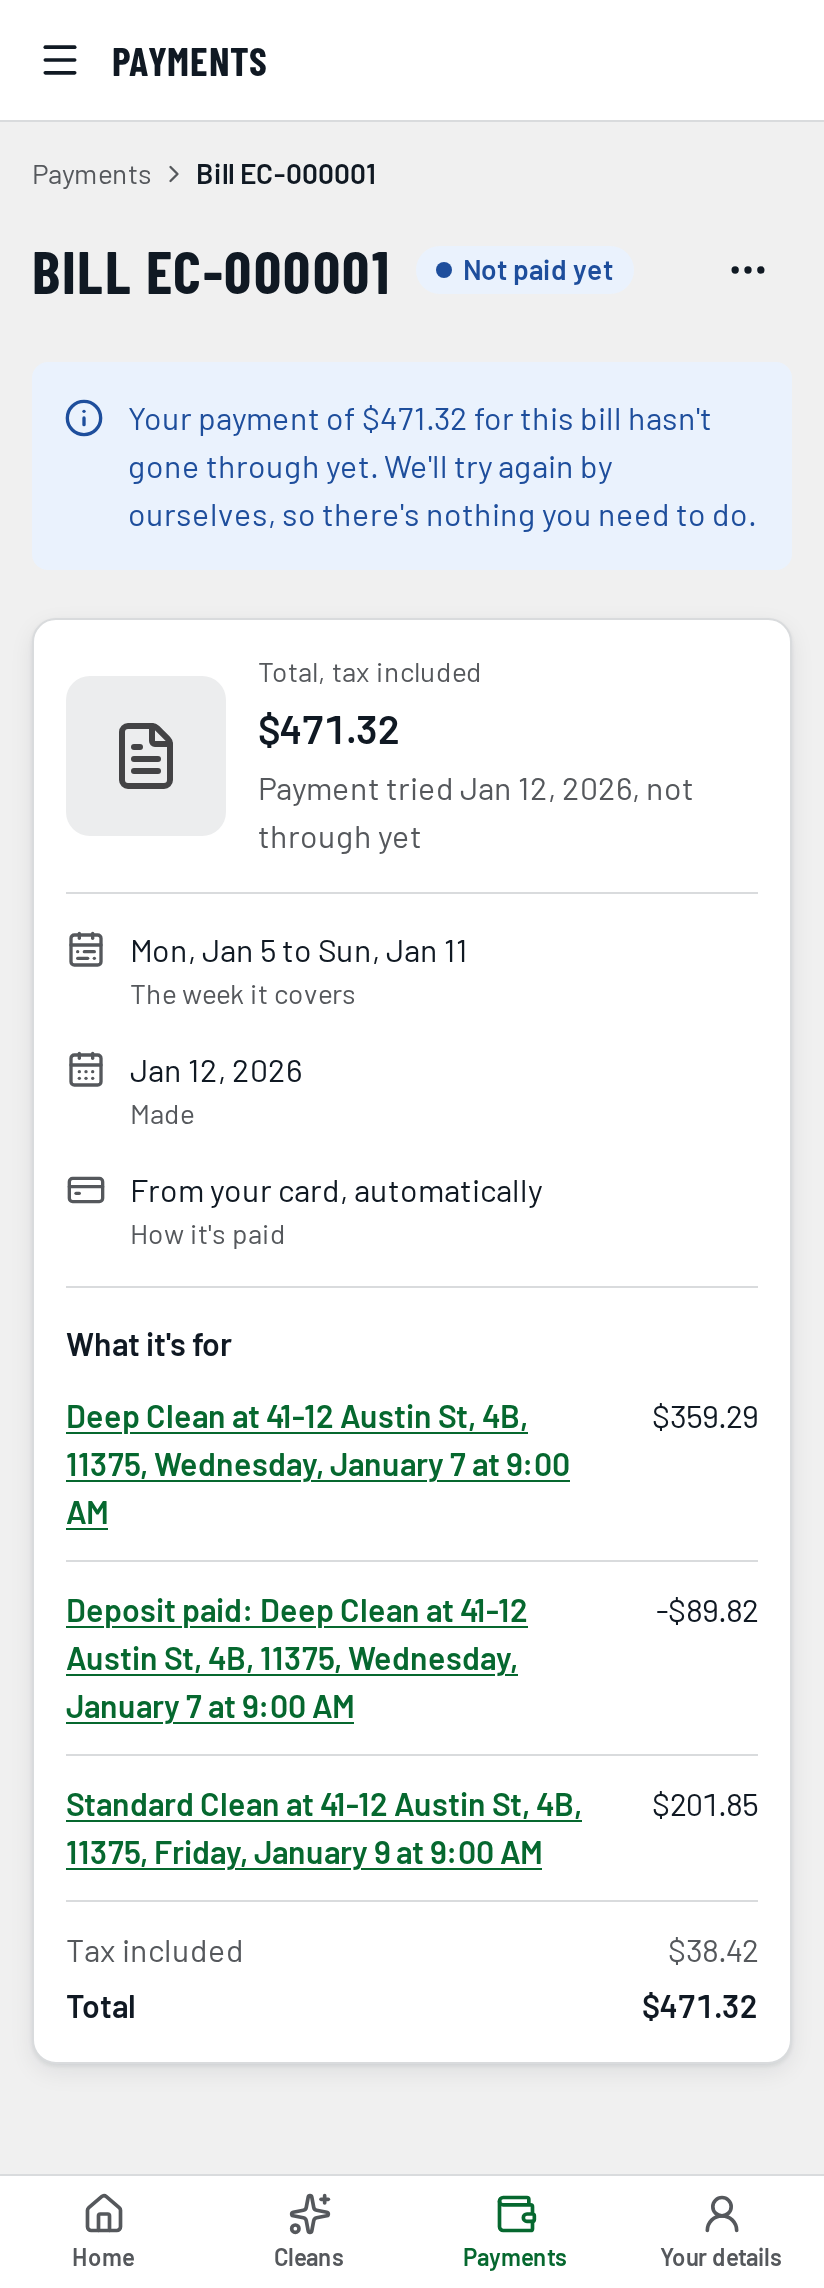 PAYMENTS
Payments > Bill EC-000001
BILL EC-000001
Not paid yet
Your payment of $471.32 for this bill hasn't
gone through yet. We'll try again by
ourselves, so there's nothing you need to do.
Total, tax included
$471.32
Payment tried Jan 12, 2026, not
through yet
Mon, Jan 5 to Sun, Jan 11
The week it covers
Jan 12, 2026
Made
From your card, automatically
How it's paid
What it's for
Deep Clean at 41-12 Austin St, 4B, $359.29
11375, Wednesday, January 7 at 9:00
AM
Deposit paid: Deep Clean at 41-12 -$89.82
Austin St, 4B, 11375, Wednesday,
January 7 at 9:00 AM
Standard Clean at 41-12 Austin St, 4B, $201.85
11375, Friday, January 9 at 9:00 AM
Tax included $38.42
Total $471.32
Home Cleans Payments Your details